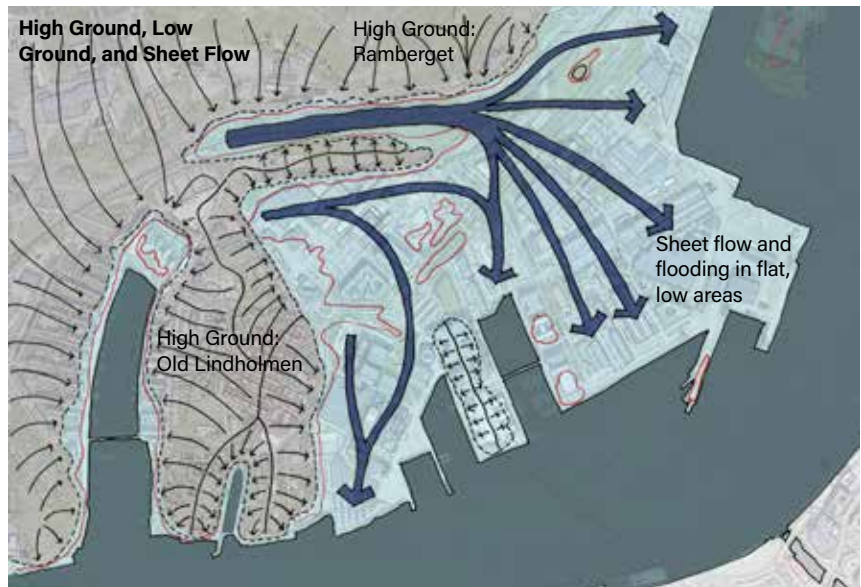 High Ground, Low
Ground, and Sheet Flow
High Ground:
Ramberget
Sheet flow and
flooding in flat,
low areas
High Ground:
Old Lindholmen